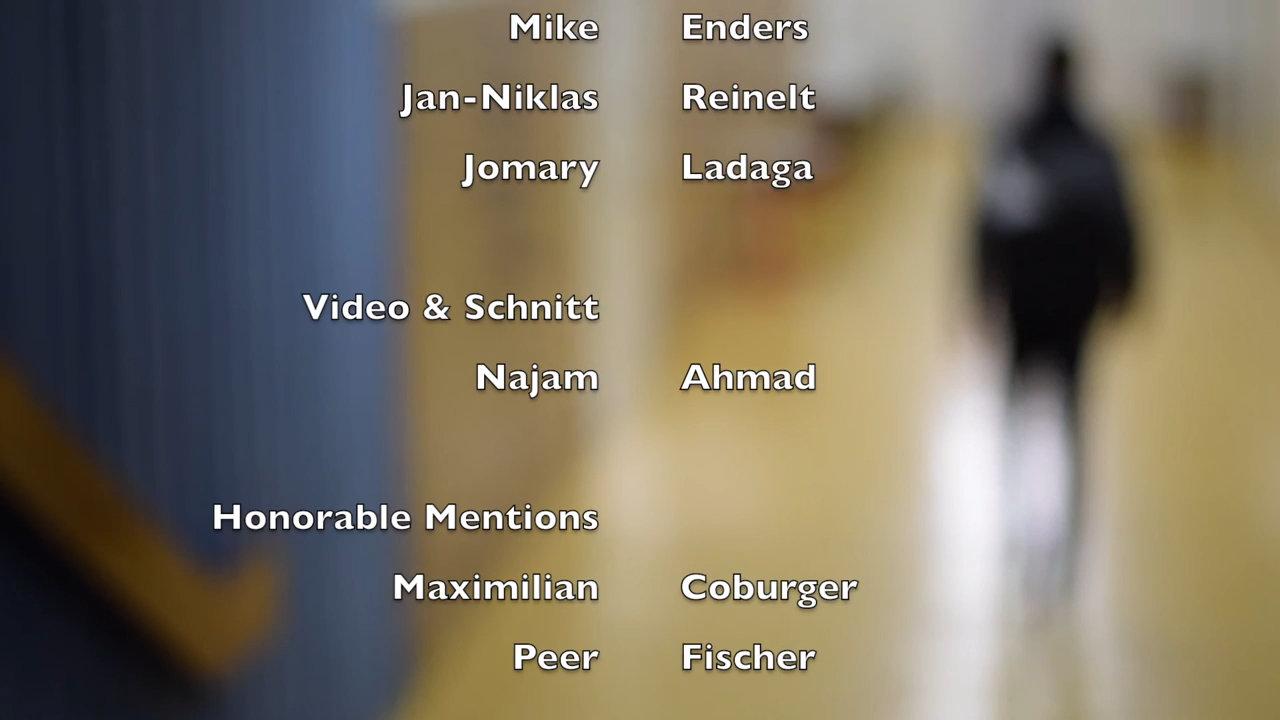 Mike Enders
Jan-Niklas Reinelt
Jomary Ladaga
Video & Schnitt
Najam Ahmad
Honorable Mentions
Maximilian Coburger
Peer Fischer